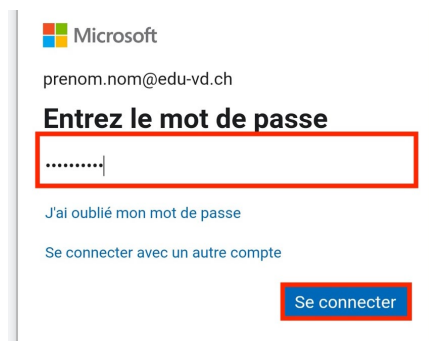 Microsoft
prenom.nom@edu-vd.ch
Entrez le mot de passe
••••••••••
J'ai oublié mon mot de passe
Se connecter avec un autre compte
Se connecter